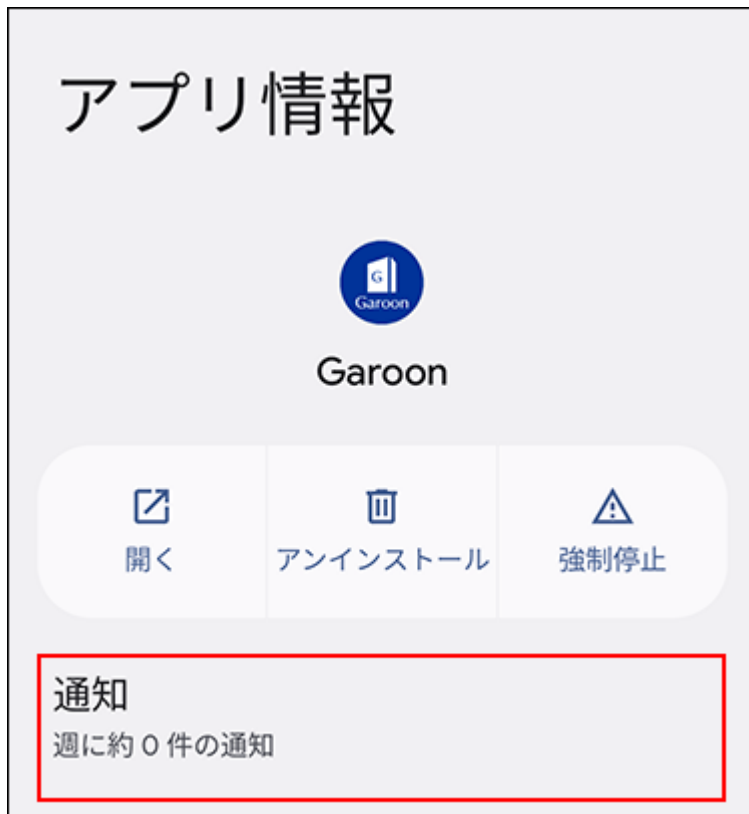 アプリ情報
G
Garoon
Garoon
開く
アンインストール
強制停止
通知
週に約 0 件の通知